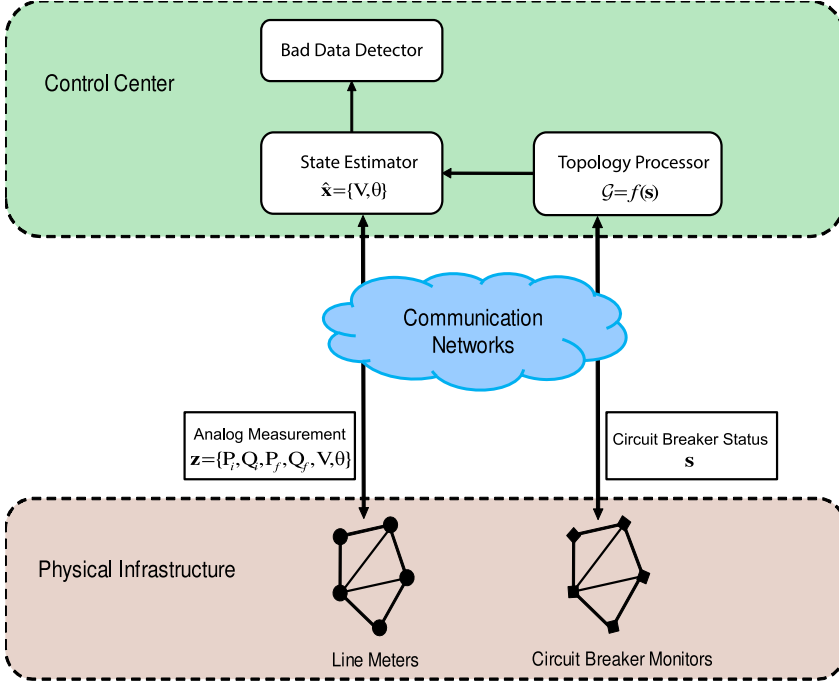 Bad Data Detector
Control Center
State Estimator
x̂={V,θ}
Topology Processor
𝒢=f(s)
Communication
Networks
Analog Measurement
z={P_i,Q_i,P_f,Q_f,V,θ}
Circuit Breaker Status
s
Physical Infrastructure
Line Meters
Circuit Breaker Monitors